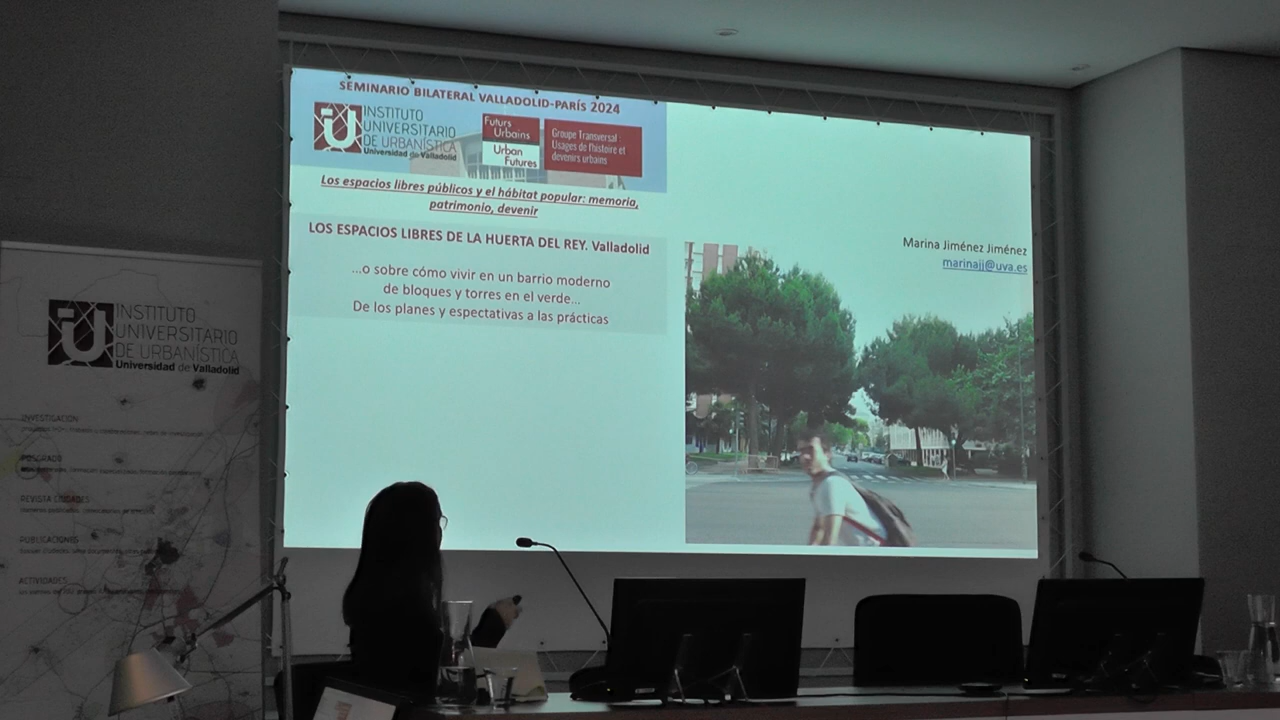 SEMINARIO BILATERAL VALLADOLID-PARÍS 2024
INSTITUTO
UNIVERSITARIO
DE URBANÍSTICA
Universidad de Valladolid
Futurs
Urbains
Urban
Futures
Groupe Transversal :
Usages de l'histoire et
devenirs urbains
Los espacios libres públicos y el hábitat popular: memoria,
patrimonio, devenir
LOS ESPACIOS LIBRES DE LA HUERTA DEL REY. Valladolid
...o sobre cómo vivir en un barrio moderno
de bloques y torres en el verde...
De los planes y espectativas a las prácticas
Marina Jiménez Jiménez
marinajj@uva.es
INSTITUTO
UNIVERSITARIO
DE URBANÍSTICA
Universidad de Valladolid
INVESTIGACIÓN
POSGRADO
REVISTA CIUDADES
PUBLICACIONES
ACTIVIDADES